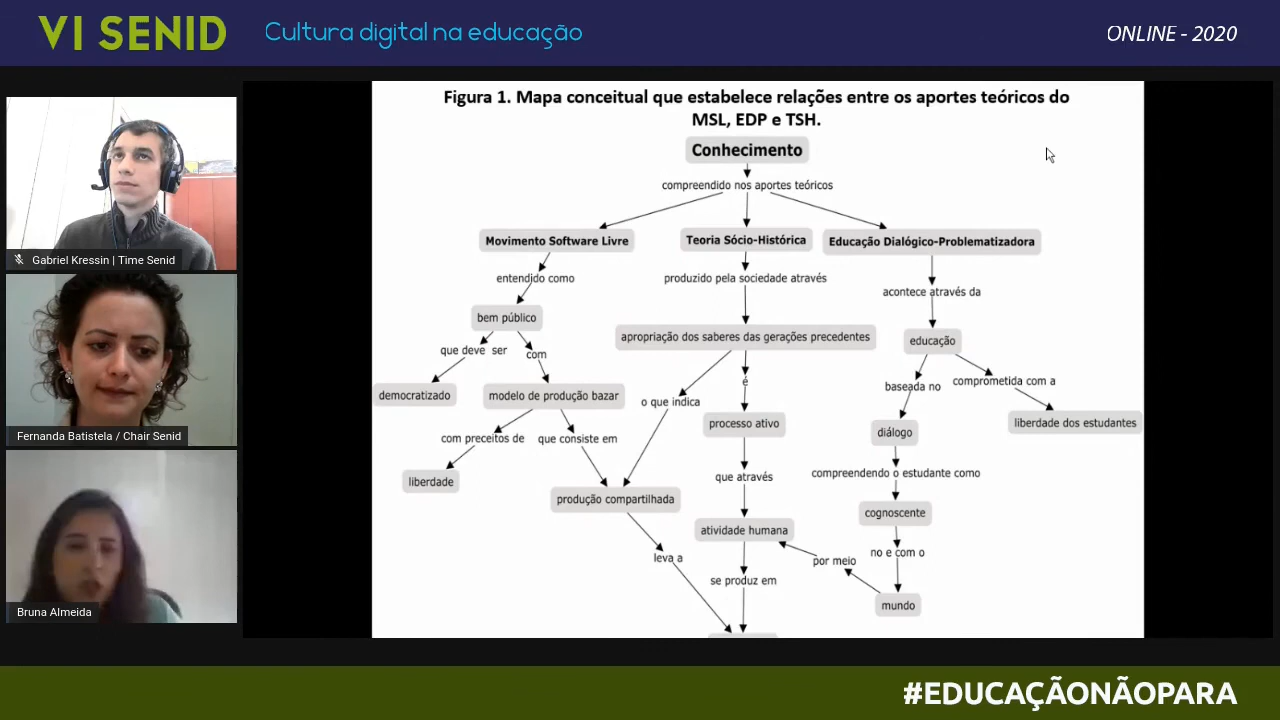 VI SENID
Cultura digital na educação
ONLINE - 2020
Gabriel Kressin | Time Senid
Fernanda Batistela / Chair Senid
Bruna Almeida
Figura 1. Mapa conceitual que estabelece relações entre os aportes teóricos do
MSL, EDP e TSH.
Conhecimento
compreendido nos aportes teóricos
Movimento Software Livre
Teoria Sócio-Histórica
Educação Dialógico-Problematizadora
entendido como
produzido pela sociedade através
acontece através da
bem público
apropriação dos saberes das gerações precedentes
educação
que deve ser
com
é
baseada no
comprometida com a
democratizado
modelo de produção bazar
o que indica
processo ativo
diálogo
liberdade dos estudantes
com preceitos de
que consiste em
que através
compreendendo o estudante como
liberdade
produção compartilhada
atividade humana
cognoscente
leva a
se produz em
por meio
no e com o
mundo
#EDUCAÇÃONÃOPARA